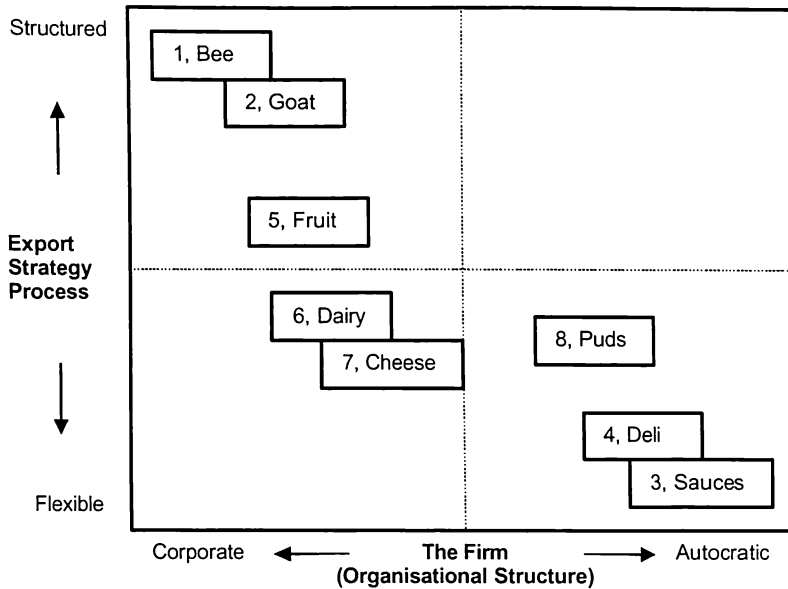 Structured
1, Bee
2, Goat
5, Fruit
Export
Strategy
Process
6, Dairy
8, Puds
7, Cheese
4, Deli
3, Sauces
Flexible
Corporate
The Firm
Autocratic
(Organisational Structure)